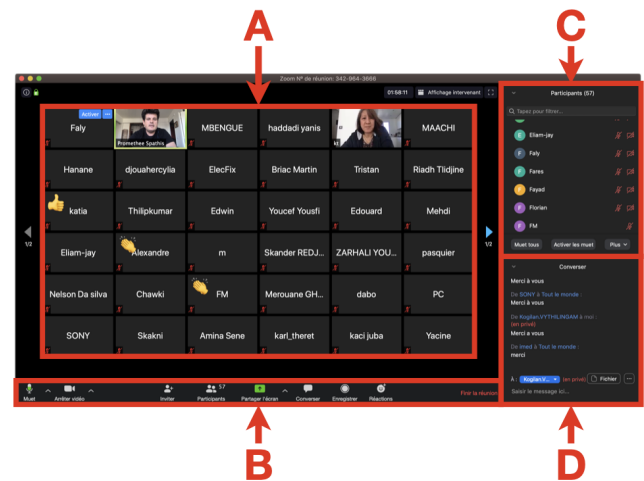 A
C
Zoom N° de réunion: 342-964-3666
01:58:11 Affichage intervenant
Participants (57)
Tapez pour filtrer...
Activer ...
Faly
Promethee Spathis
MBENGUE
haddadi yanis
MAACHI
Hanane
djouahercylia
ElecFix
Briac Martin
Tristan
Riadh Tlidjine
katia
Thilipkumar
Edwin
Youcef Yousfi
Edouard
Mehdi
1/2
1/2
Eliam-jay
Alexandre
m
Skander REDJ...
ZARHALI YOU...
pasquier
Nelson Da silva
Chawki
FM
Merouane GH...
dabo
PC
SONY
Skakni
Amina Sene
karl_theret
kaci juba
Yacine
E Eliam-jay
F Faly
F Fares
F Fayad
F Florian
F FM
Muet tous
Activer les muet
Plus
Converser
Merci à vous
De SONY à Tout le monde :
Merci à vous
De Kogilan.VYTHILINGAM à moi :
(en privé)
Merci a vous
De imed à Tout le monde :
merci
À : Kogilan.V... (en privé) Fichier ...
Saisir le message ici...
Muet
Arrêter vidéo
Inviter
57
Participants
Partager l'écran
Converser
Enregistrer
Réactions
Finir la réunion
B
D